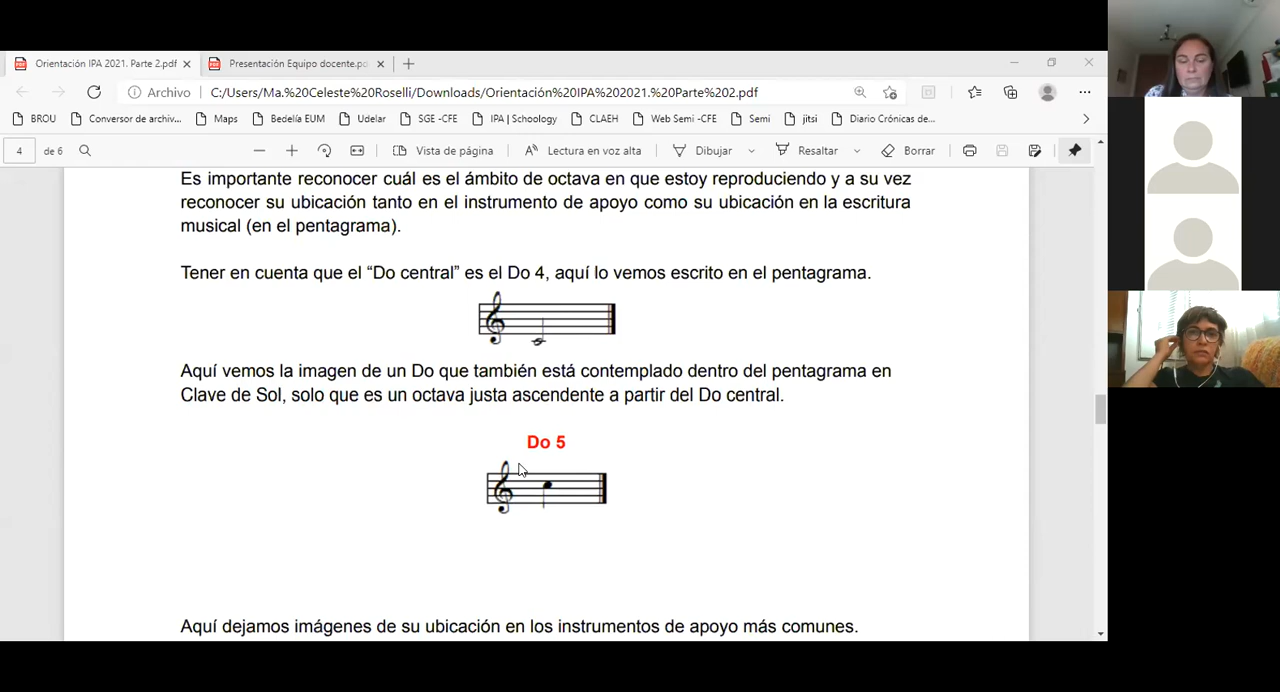 Orientación IPA 2021. Parte 2.pdf
Presentación Equipo docente.pd
Archivo
C:/Users/Ma.%20Celeste%20Roselli/Downloads/Orientación%20IPA%202021.%20Parte%202.pdf
BROU
Conversor de archiv...
Maps
Bedelía EUM
Udelar
SGE -CFE
IPA | Schoology
CLAEH
Web Semi -CFE
Semi
jitsi
Diario Crónicas de...
4 de 6
Vista de página
Lectura en voz alta
Dibujar
Resaltar
Borrar
Es importante reconocer cuál es el ámbito de octava en que estoy reproduciendo y a su vez
reconocer su ubicación tanto en el instrumento de apoyo como su ubicación en la escritura
musical (en el pentagrama).
Tener en cuenta que el “Do central” es el Do 4, aquí lo vemos escrito en el pentagrama.
Aquí vemos la imagen de un Do que también está contemplado dentro del pentagrama en
Clave de Sol, solo que es un octava justa ascendente a partir del Do central.
Do 5
Aquí dejamos imágenes de su ubicación en los instrumentos de apoyo más comunes.